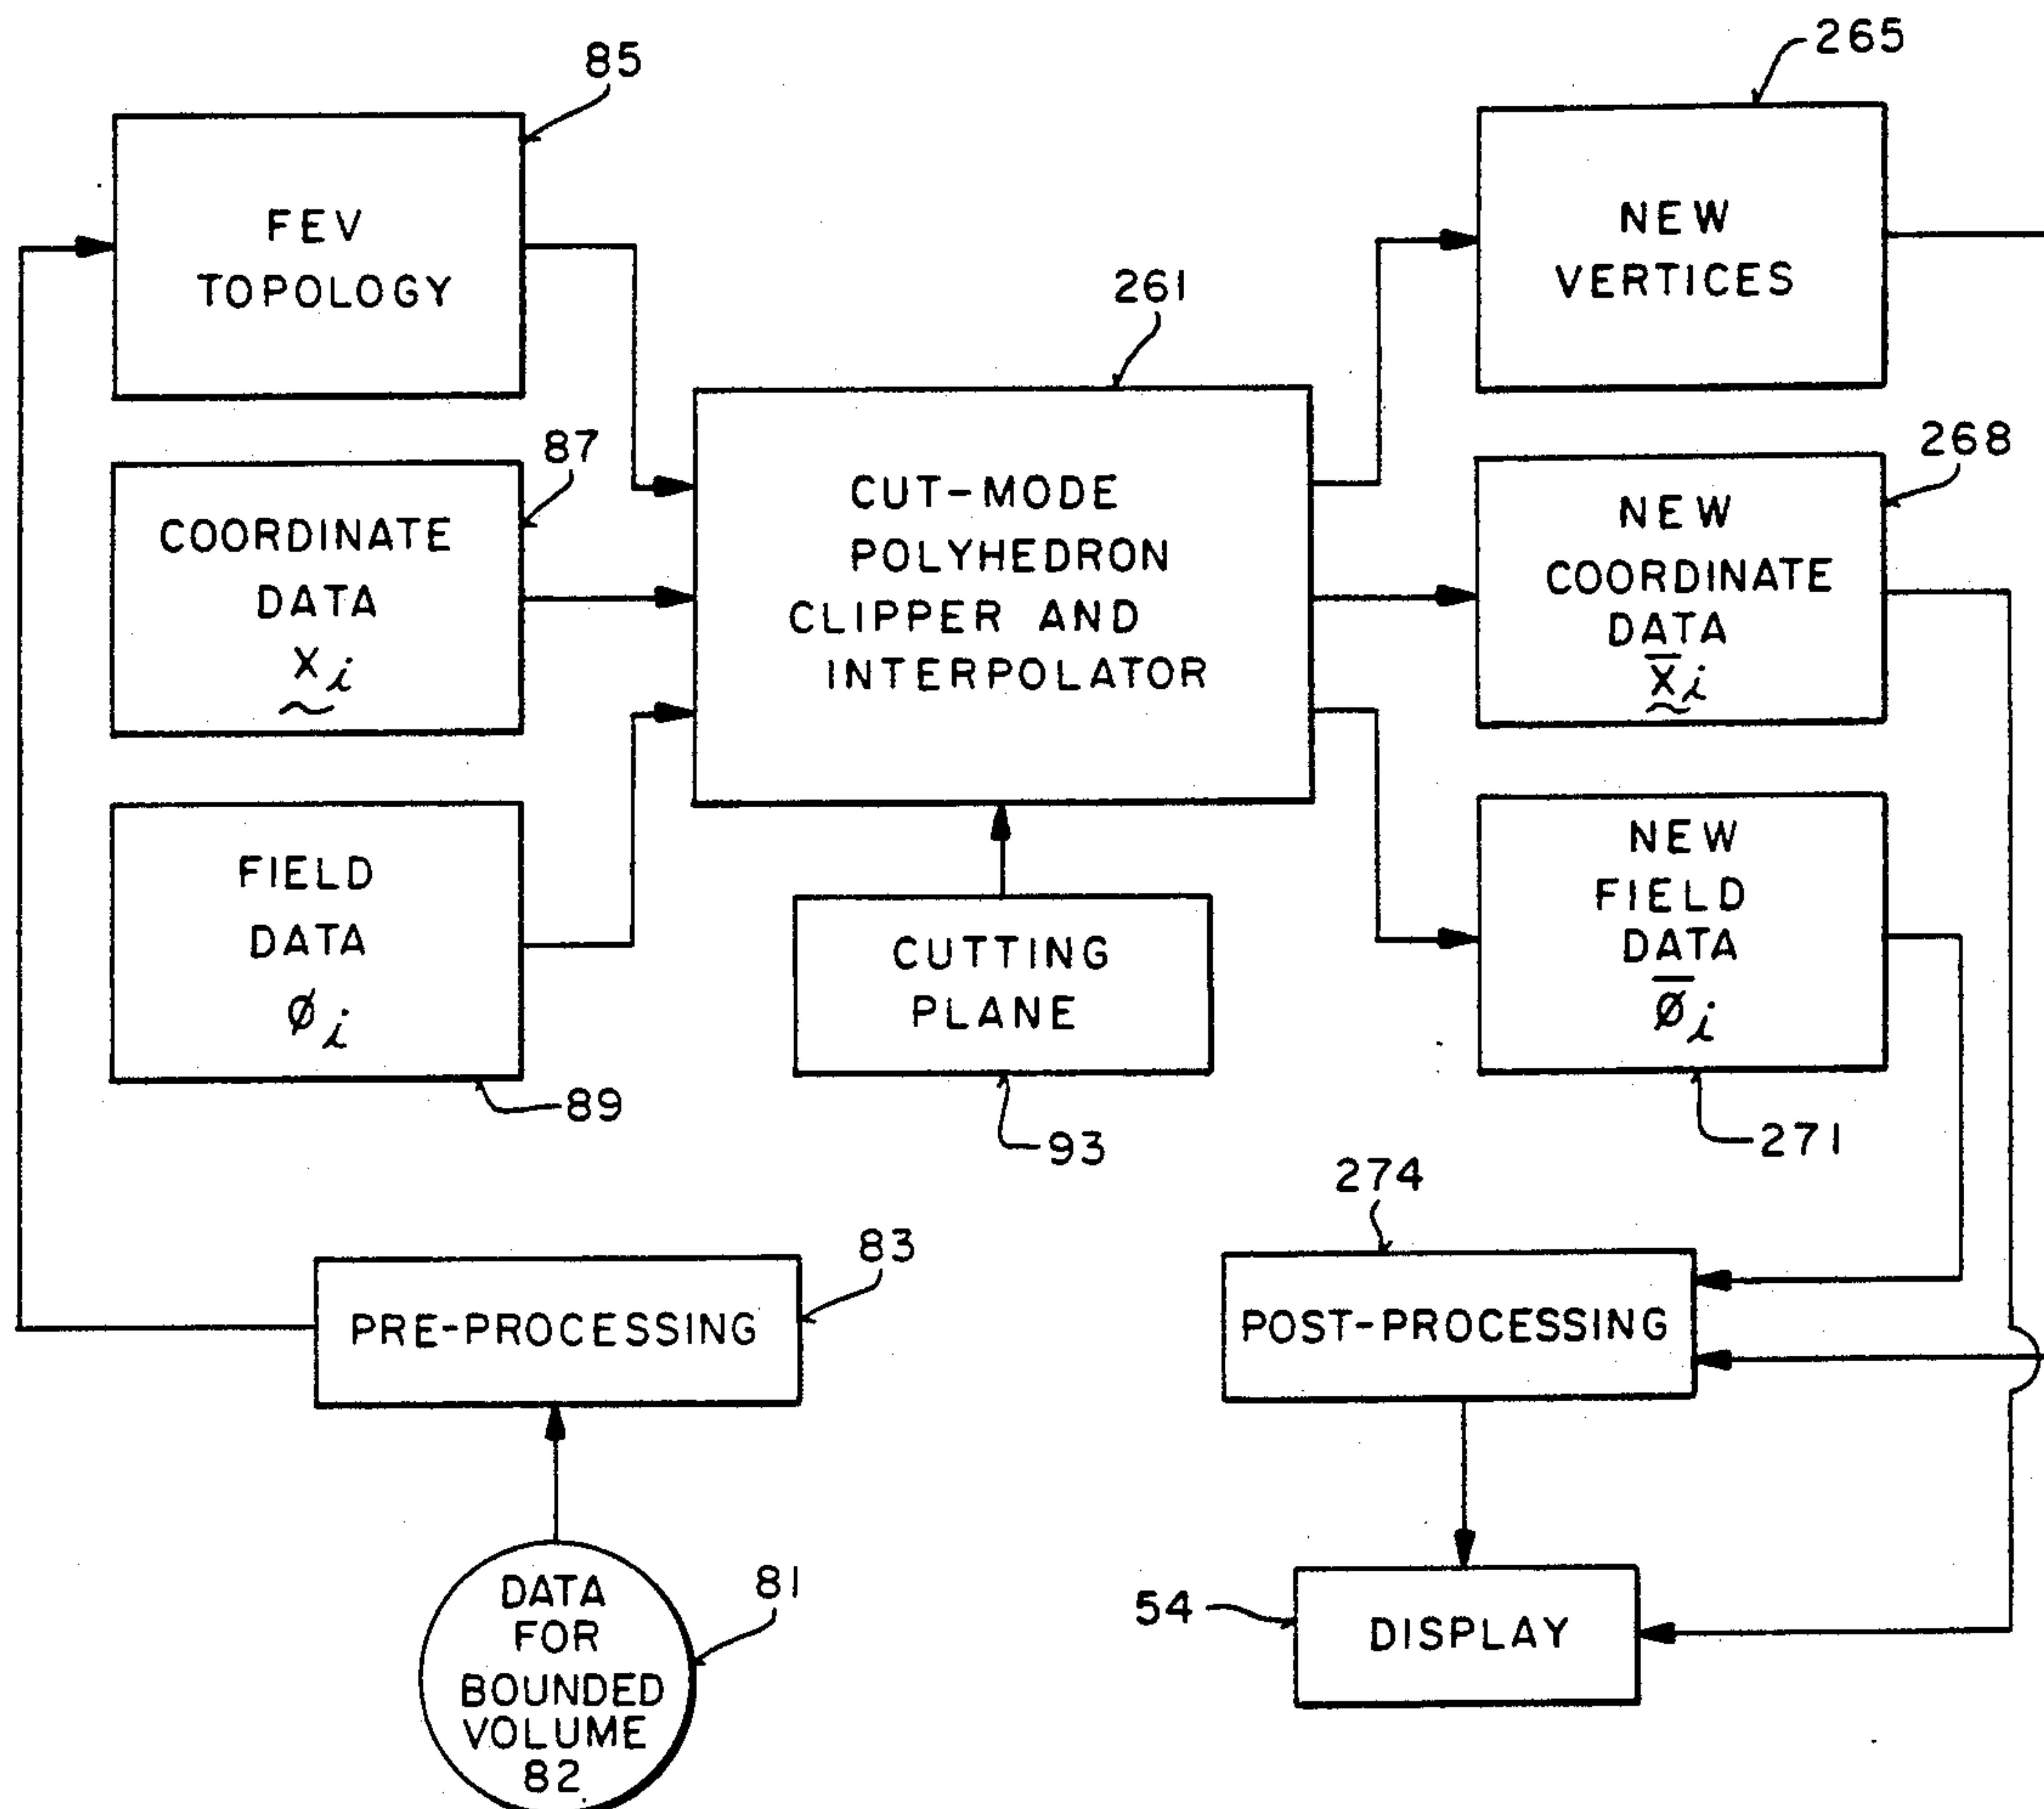 85
FEV
TOPOLOGY
87
COORDINATE
DATA
x i
FIELD
DATA
ø i
89
261
CUT-MODE
POLYHEDRON
CLIPPER AND
INTERPOLATOR
CUTTING
PLANE
93
265
NEW
VERTICES
268
NEW
COORDINATE
DATA
x̅ i
NEW
FIELD
DATA
ø̅ i
271
83
PRE-PROCESSING
274
POST-PROCESSING
81
DATA
FOR
BOUNDED
VOLUME
82
54
DISPLAY